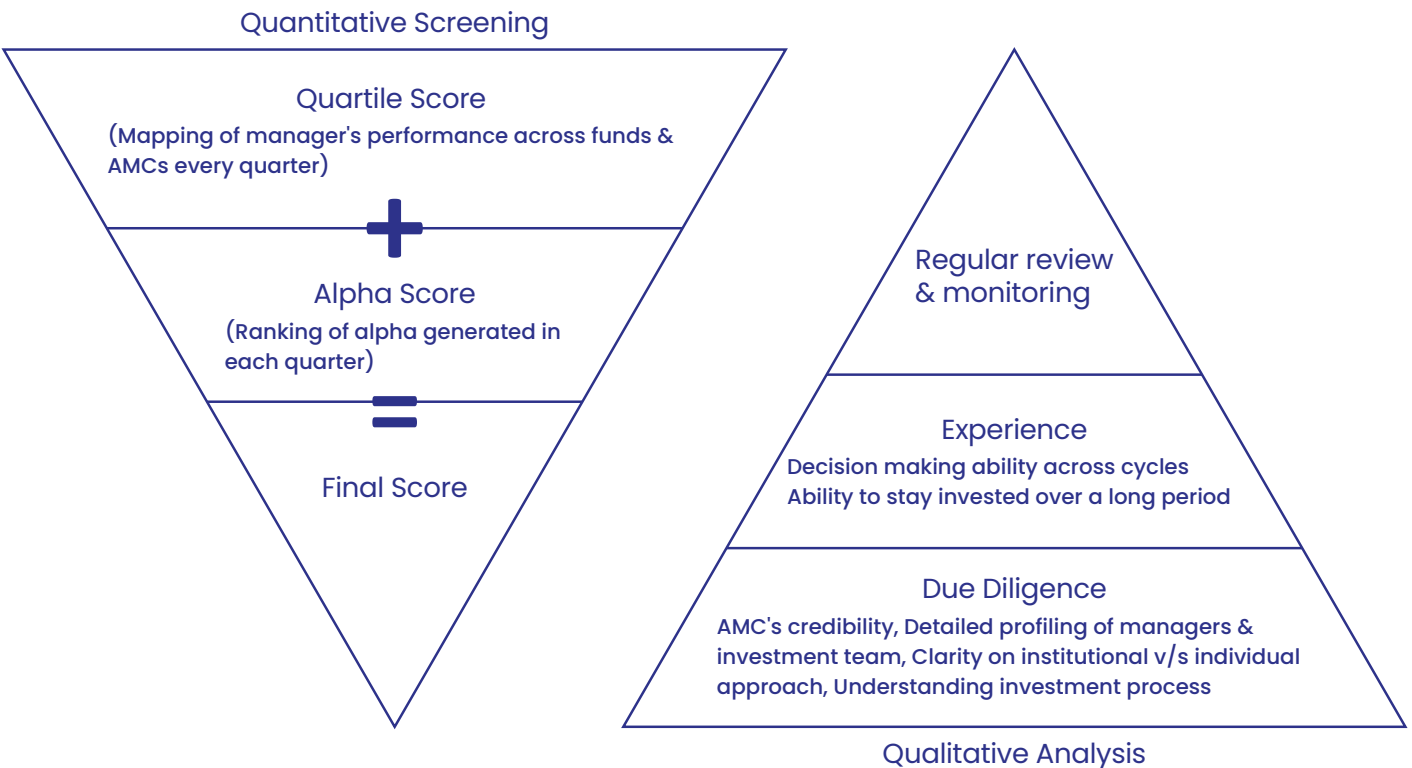 Quantitative Screening
Quartile Score
(Mapping of manager's performance across funds &
AMCs every quarter)
+
Alpha Score
(Ranking of alpha generated in
each quarter)
=
Final Score
Regular review
& monitoring
Experience
Decision making ability across cycles
Ability to stay invested over a long period
Due Diligence
AMC's credibility, Detailed profiling of managers &
investment team, Clarity on institutional v/s individual
approach, Understanding investment process
Qualitative Analysis